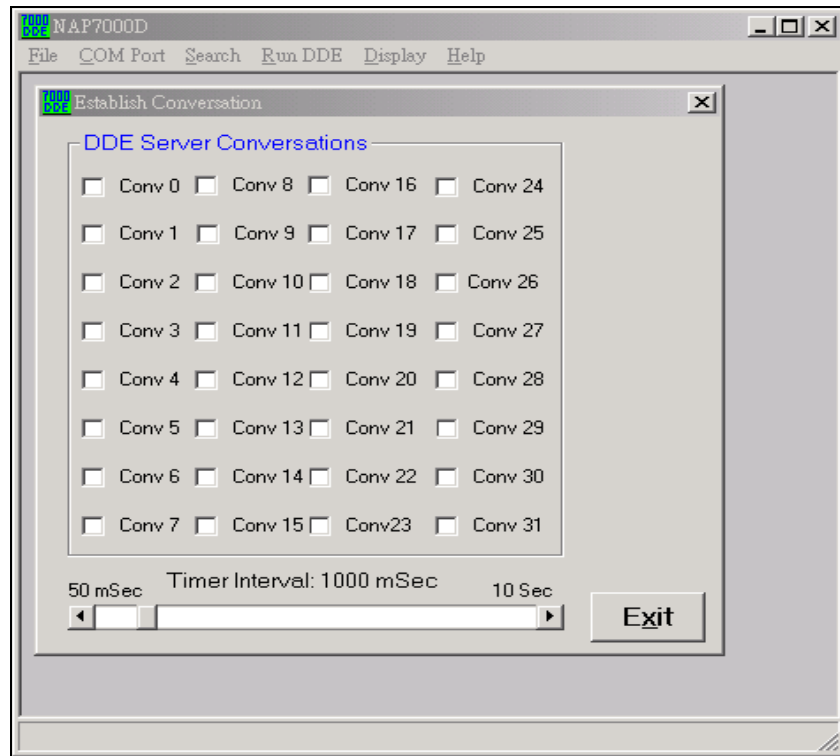 7000 DDE NAP7000D
File COM Port Search Run DDE Display Help
7000 DDE Establish Conversation
DDE Server Conversations
Conv 0 Conv 8 Conv 16 Conv 24
Conv 1 Conv 9 Conv 17 Conv 25
Conv 2 Conv 10 Conv 18 Conv 26
Conv 3 Conv 11 Conv 19 Conv 27
Conv 4 Conv 12 Conv 20 Conv 28
Conv 5 Conv 13 Conv 21 Conv 29
Conv 6 Conv 14 Conv 22 Conv 30
Conv 7 Conv 15 Conv23 Conv 31
50 mSec Timer Interval: 1000 mSec 10 Sec
Exit